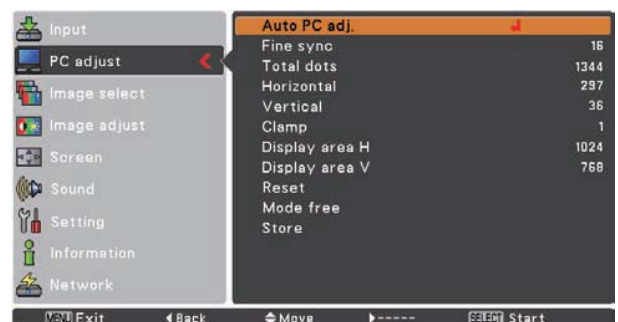 Input
PC adjust
Image select
Image adjust
Screen
Sound
Setting
Information
Network
Auto PC adj.
Fine sync 16
Total dots 1344
Horizontal 297
Vertical 36
Clamp 1
Display area H 1024
Display area V 768
Reset
Mode free
Store
MENU Exit ◀Back ◆Move ▶----- SELECT Start